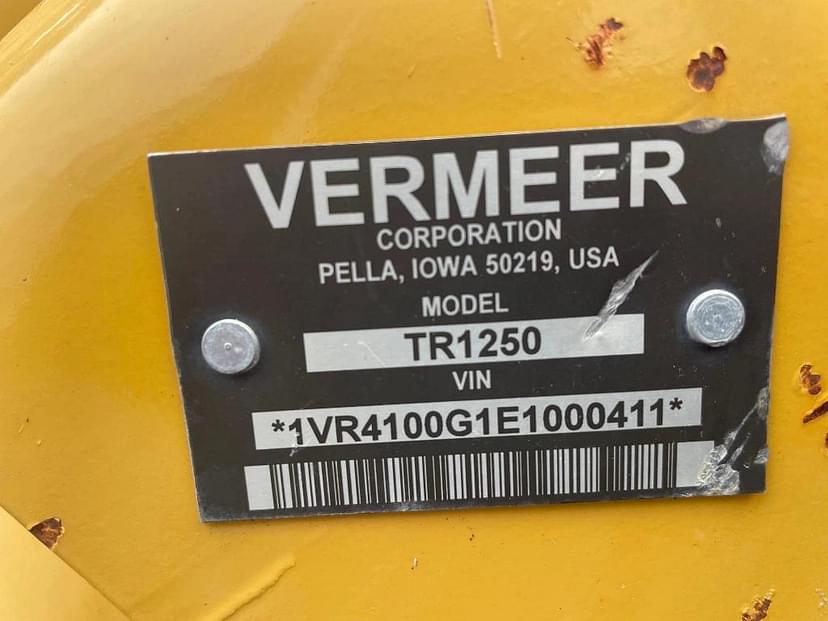 VERMEER
CORPORATION
PELLA, IOWA 50219, USA
MODEL
TR1250
VIN
*1VR4100G1E1000411*